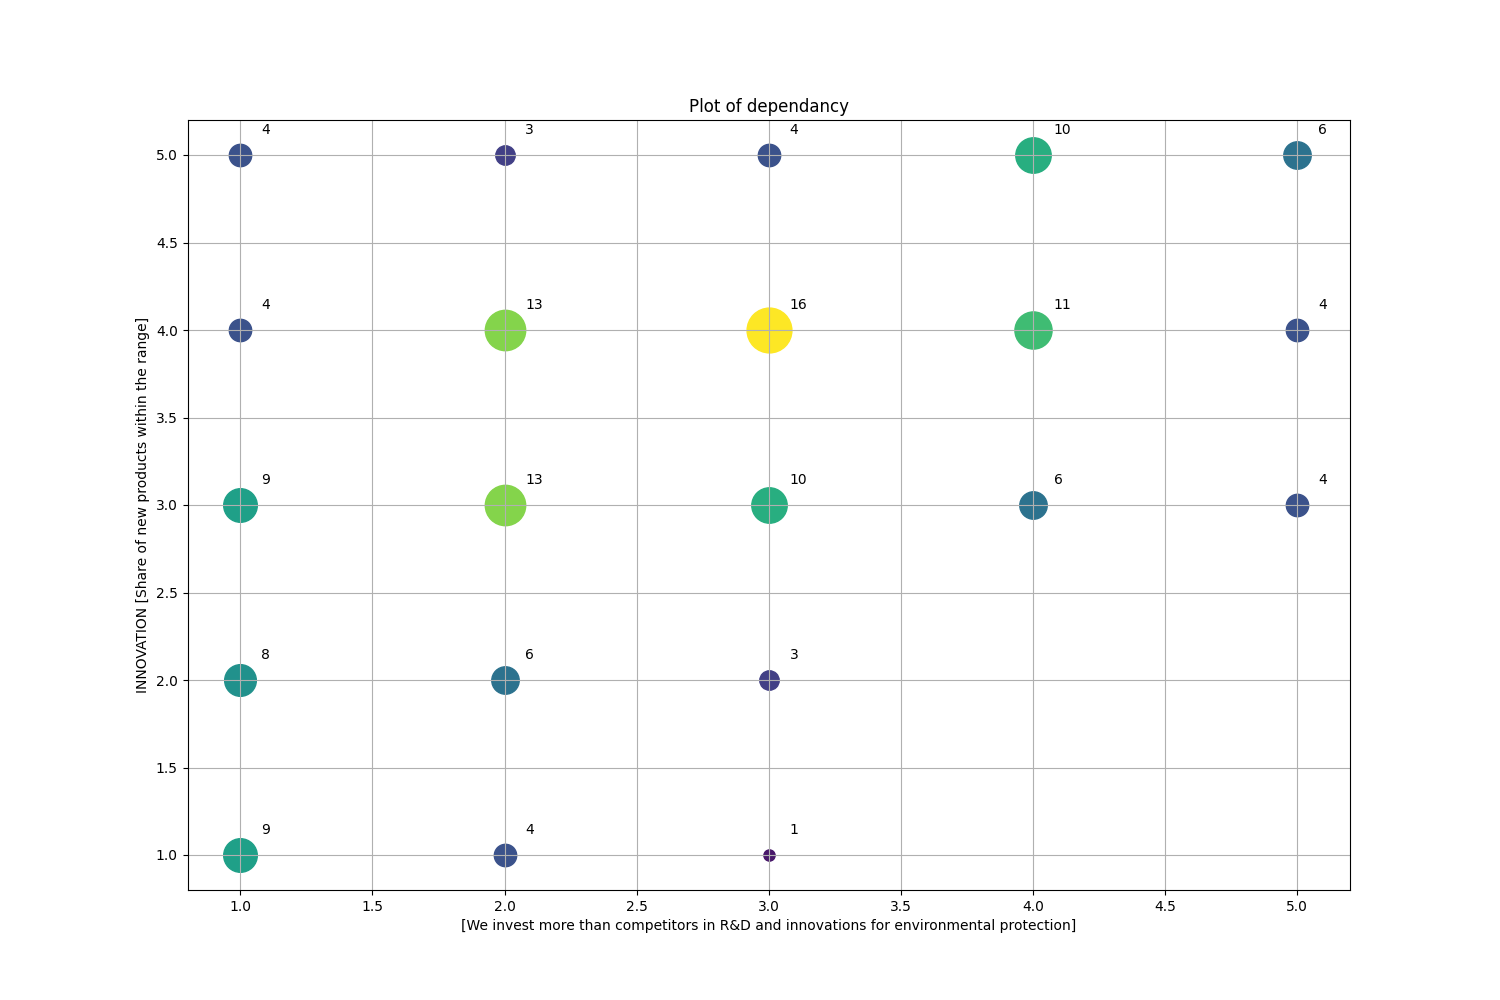 Plot of dependancy
4 3 4 10 6
5.0
4.5
4 13 16 11 4
4.0
3.5
9 13 10 6 4
3.0
2.5
8 6 3
2.0
1.5
9 4 1
1.0
INNOVATION [Share of new products within the range]
1.0 1.5 2.0 2.5 3.0 3.5 4.0 4.5 5.0
[We invest more than competitors in R&D and innovations for environmental protection]